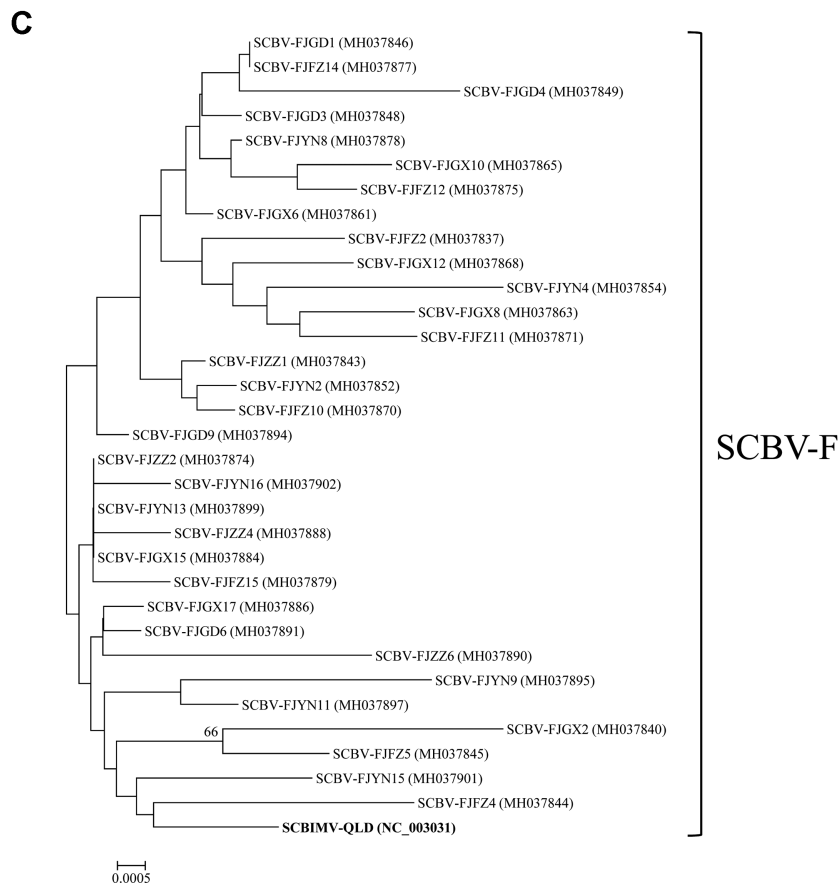 C
SCBV-FJGD1 (MH037846)
SCBV-FJFZ14 (MH037877)
SCBV-FJGD4 (MH037849)
SCBV-FJGD3 (MH037848)
SCBV-FJYN8 (MH037878)
SCBV-FJGX10 (MH037865)
SCBV-FJFZ12 (MH037875)
SCBV-FJGX6 (MH037861)
SCBV-FJFZ2 (MH037837)
SCBV-FJGX12 (MH037868)
SCBV-FJYN4 (MH037854)
SCBV-FJGX8 (MH037863)
SCBV-FJFZ11 (MH037871)
SCBV-FJZZ1 (MH037843)
SCBV-FJYN2 (MH037852)
SCBV-FJFZ10 (MH037870)
SCBV-FJGD9 (MH037894)
SCBV-F
SCBV-FJZZ2 (MH037874)
SCBV-FJYN16 (MH037902)
SCBV-FJYN13 (MH037899)
SCBV-FJZZ4 (MH037888)
SCBV-FJGX15 (MH037884)
SCBV-FJFZ15 (MH037879)
SCBV-FJGX17 (MH037886)
SCBV-FJGD6 (MH037891)
SCBV-FJZZ6 (MH037890)
SCBV-FJYN9 (MH037895)
SCBV-FJYN11 (MH037897)
66
SCBV-FJGX2 (MH037840)
SCBV-FJFZ5 (MH037845)
SCBV-FJYN15 (MH037901)
SCBV-FJFZ4 (MH037844)
SCBIMV-QLD (NC_003031)
0.0005